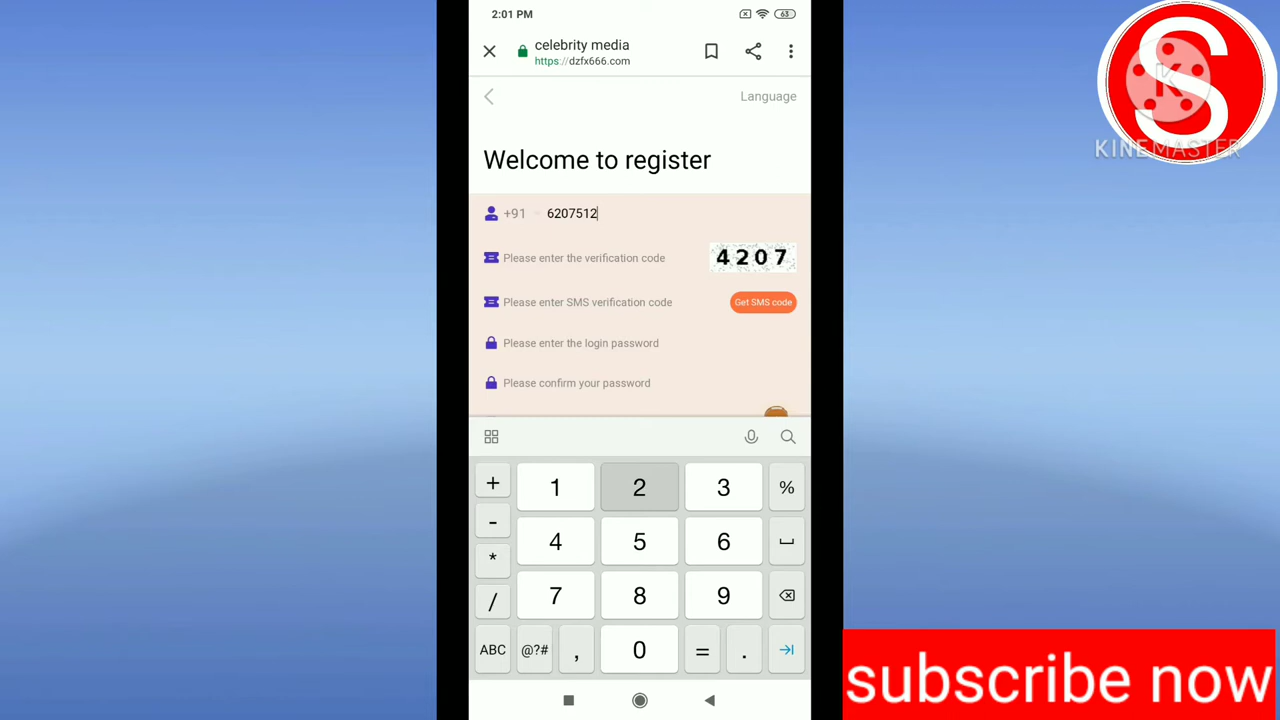 2:01 PM
63
celebrity media
https://dzfx666.com
Language
Welcome to register
+91 6207512
Please enter the verification code
4207
Please enter SMS verification code
Get SMS code
Please enter the login password
Please confirm your password
+ 1 2 3 %
- 4 5 6
* 7 8 9
/
ABC @?# , 0 = .
S
K
KINEMASTER
subscribe now